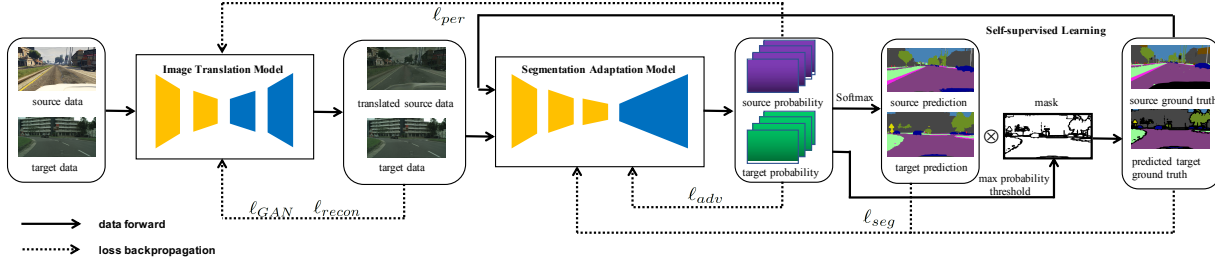 ℓper
Self-supervised Learning
Image Translation Model
source data
target data
translated source data
target data
Segmentation Adaptation Model
source probability
target probability
Softmax
source prediction
target prediction
⊗
mask
max probability
threshold
source ground truth
predicted target
ground truth
ℓGAN ℓrecon
ℓadv
ℓseg
data forward
loss backpropagation